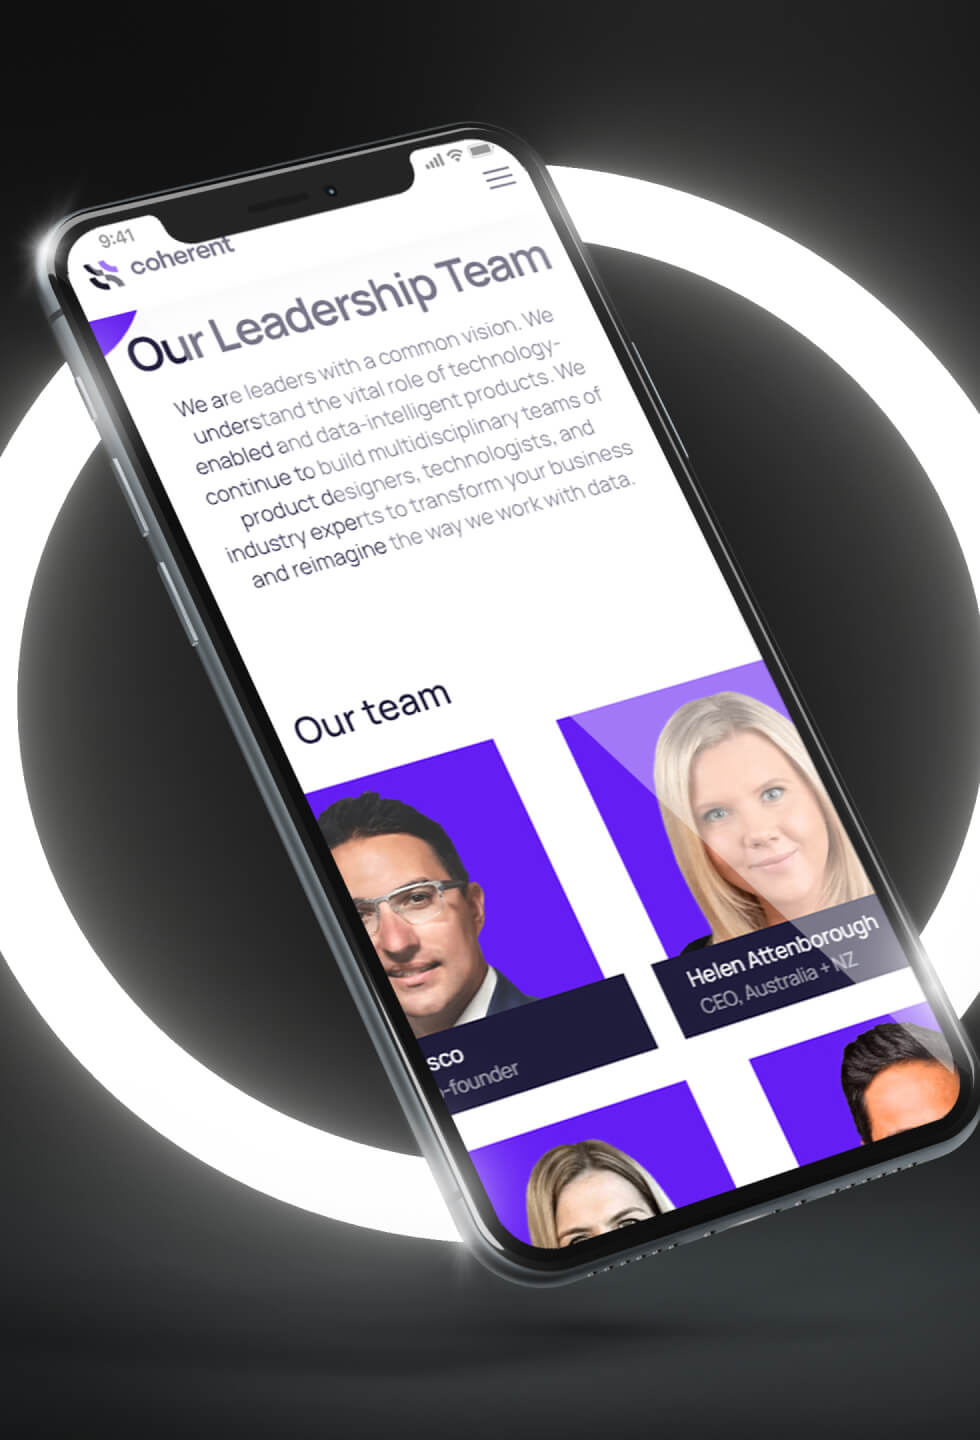 9:41
coherent
Our Leadership Team
We are leaders with a common vision. We
understand the vital role of technology-
enabled and data-intelligent products. We
continue to build multidisciplinary teams of
product designers, technologists, and
industry experts to transform your business
and reimagine the way we work with data.
Our team
Helen Attenborough
CEO, Australia + NZ
sco
-founder